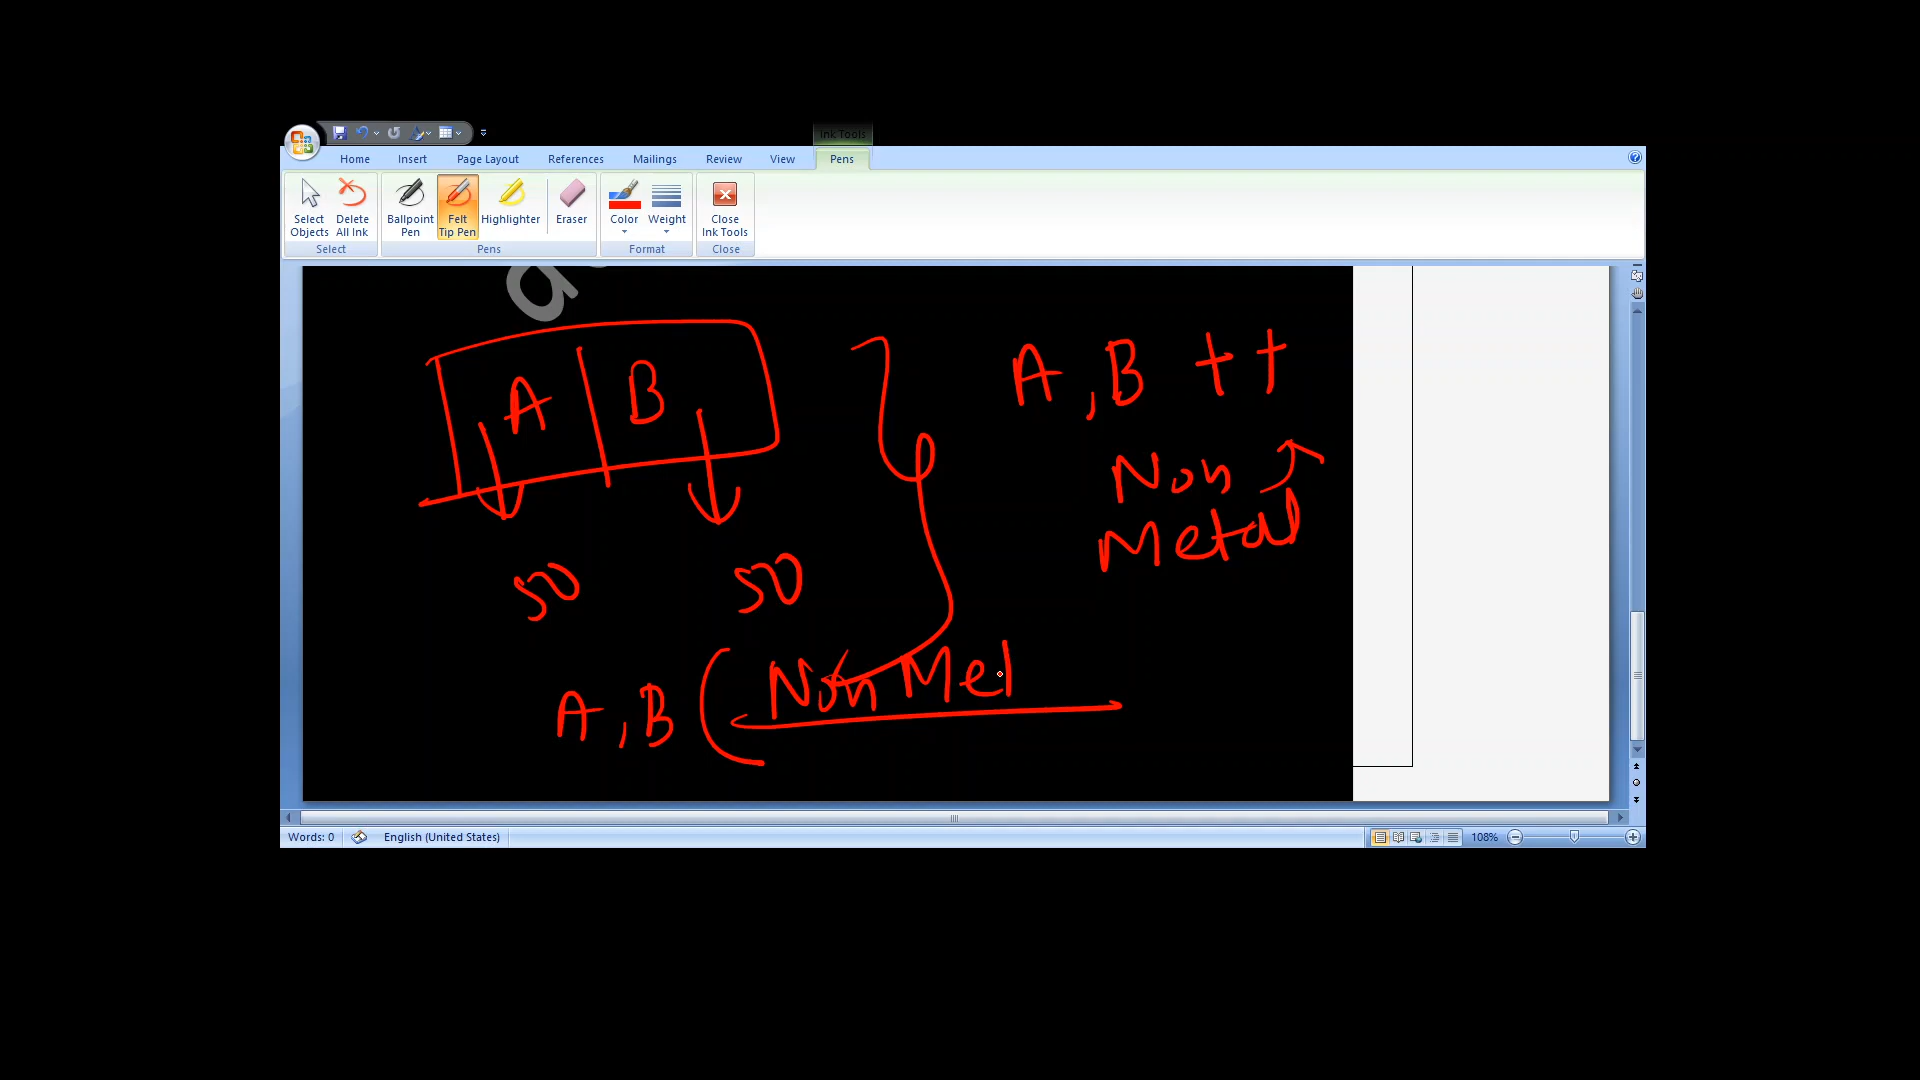 Ink Tools
Home Insert Page Layout References Mailings Review View Pens
Select Objects Delete All Ink Ballpoint Pen Felt Tip Pen Highlighter Eraser Color Weight Close Ink Tools
Select Pens Format Close
a
A B
A, B ++
Non
Metal
50 50
A, B ( Non Mel
Words: 0 English (United States) 108%